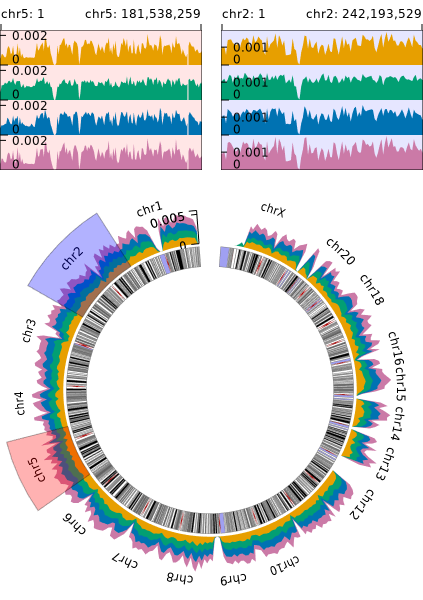 chr5: 1 chr5: 181,538,259 chr2: 1 chr2: 242,193,529
0.002
0
0.002
0
0.002
0
0.002
0
0.001
0
0.001
0
0.001
0
0.001
0
chr1
0.005
0
chrX
chr2
chr20
chr18
chr3
chr16
chr15
chr4
chr14
chr5
chr13
chr6
chr12
chr7
chr8
chr9
chr10